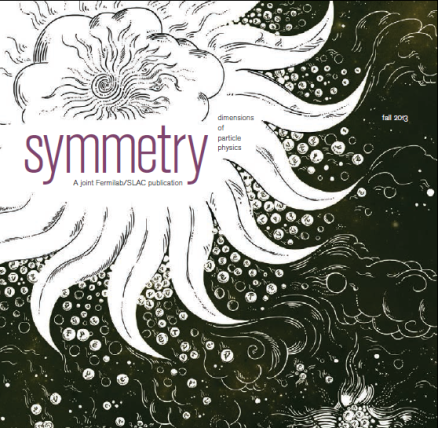 symmetry
dimensions
of
particle
physics
fall 2013
A joint Fermilab/SLAC publication